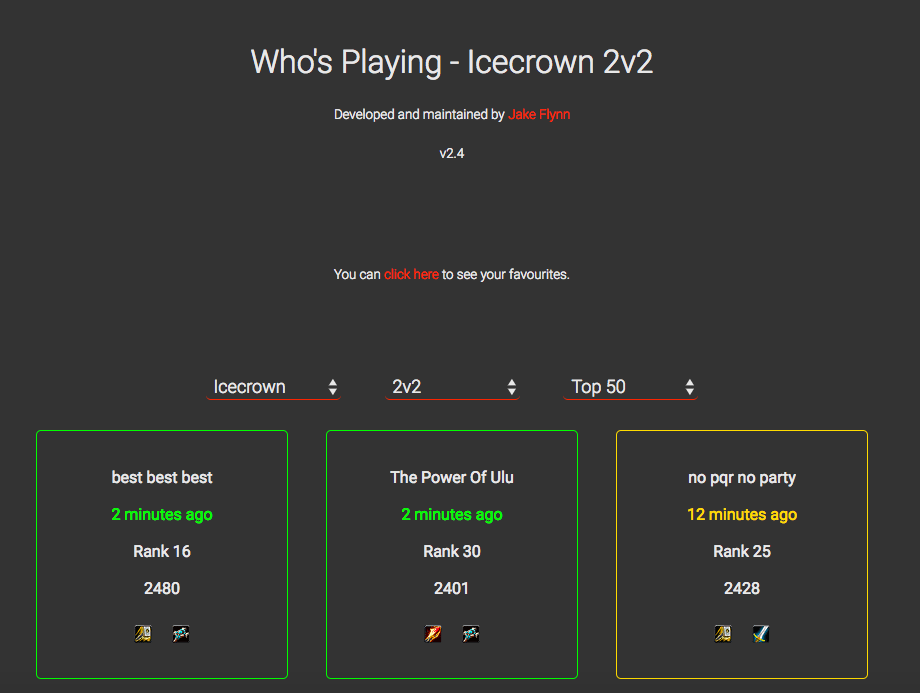 Who's Playing - Icecrown 2v2
Developed and maintained by Jake Flynn
v2.4
You can click here to see your favourites.
Icecrown
2v2
Top 50
best best best
2 minutes ago
Rank 16
2480
The Power Of Ulu
2 minutes ago
Rank 30
2401
no pqr no party
12 minutes ago
Rank 25
2428